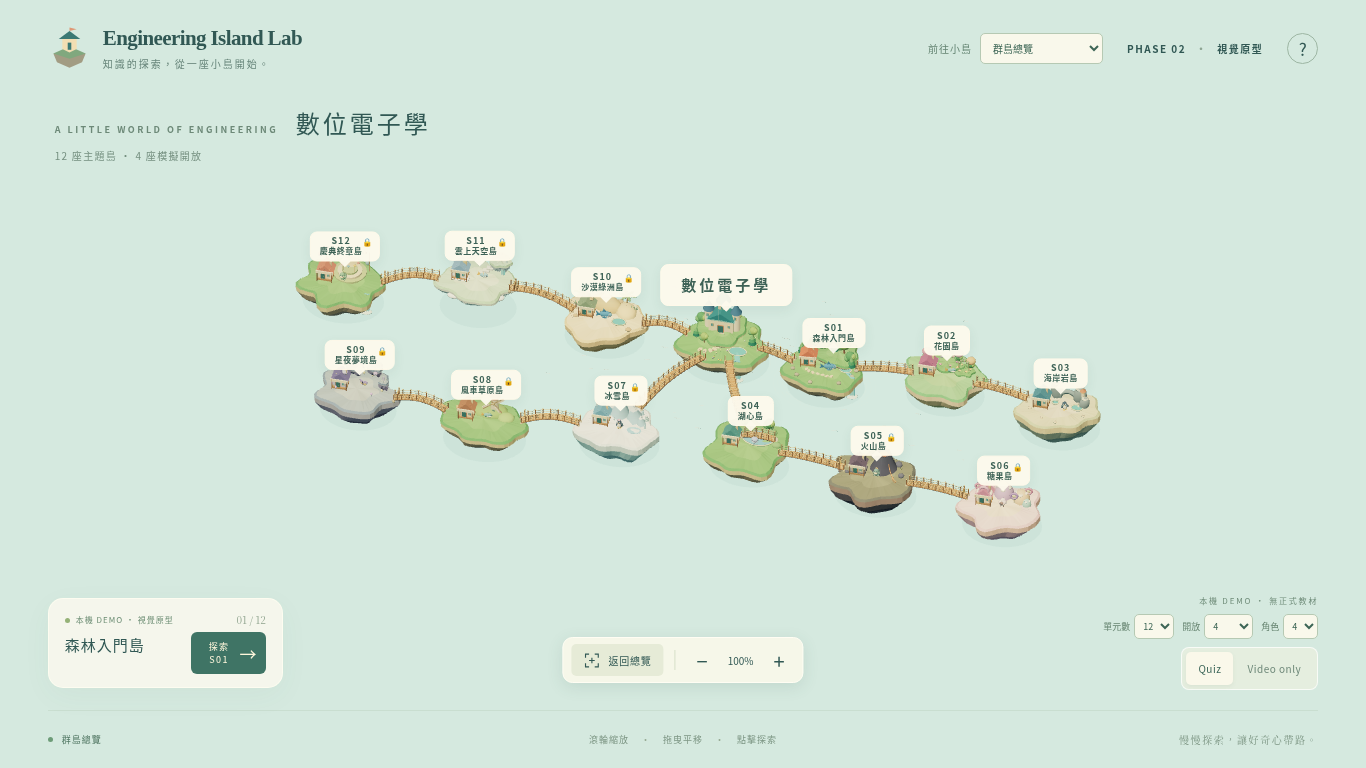 Engineering Island Lab
知識的探索，從一座小島開始。
前往小島
群島總覽
PHASE 02 · 視覺原型
?
A LITTLE WORLD OF ENGINEERING
數位電子學
12 座主題島 · 4 座模擬開放
S12
慶典終章島
S11
雲上天空島
S10
沙漠綠洲島
數位電子學
S01
森林入門島
S02
花園島
S03
海岸岩島
S09
星夜夢境島
S08
風車草原島
S07
冰雪島
S04
湖心島
S05
火山島
S06
糖果島
本機 DEMO · 視覺原型
01 / 12
森林入門島
探索
S01
→
返回總覽
−
100%
+
本機 DEMO · 無正式教材
單元數 12
開放 4
角色 4
Quiz
Video only
群島總覽
滾輪縮放 · 拖曳平移 · 點擊探索
慢慢探索，讓好奇心帶路。